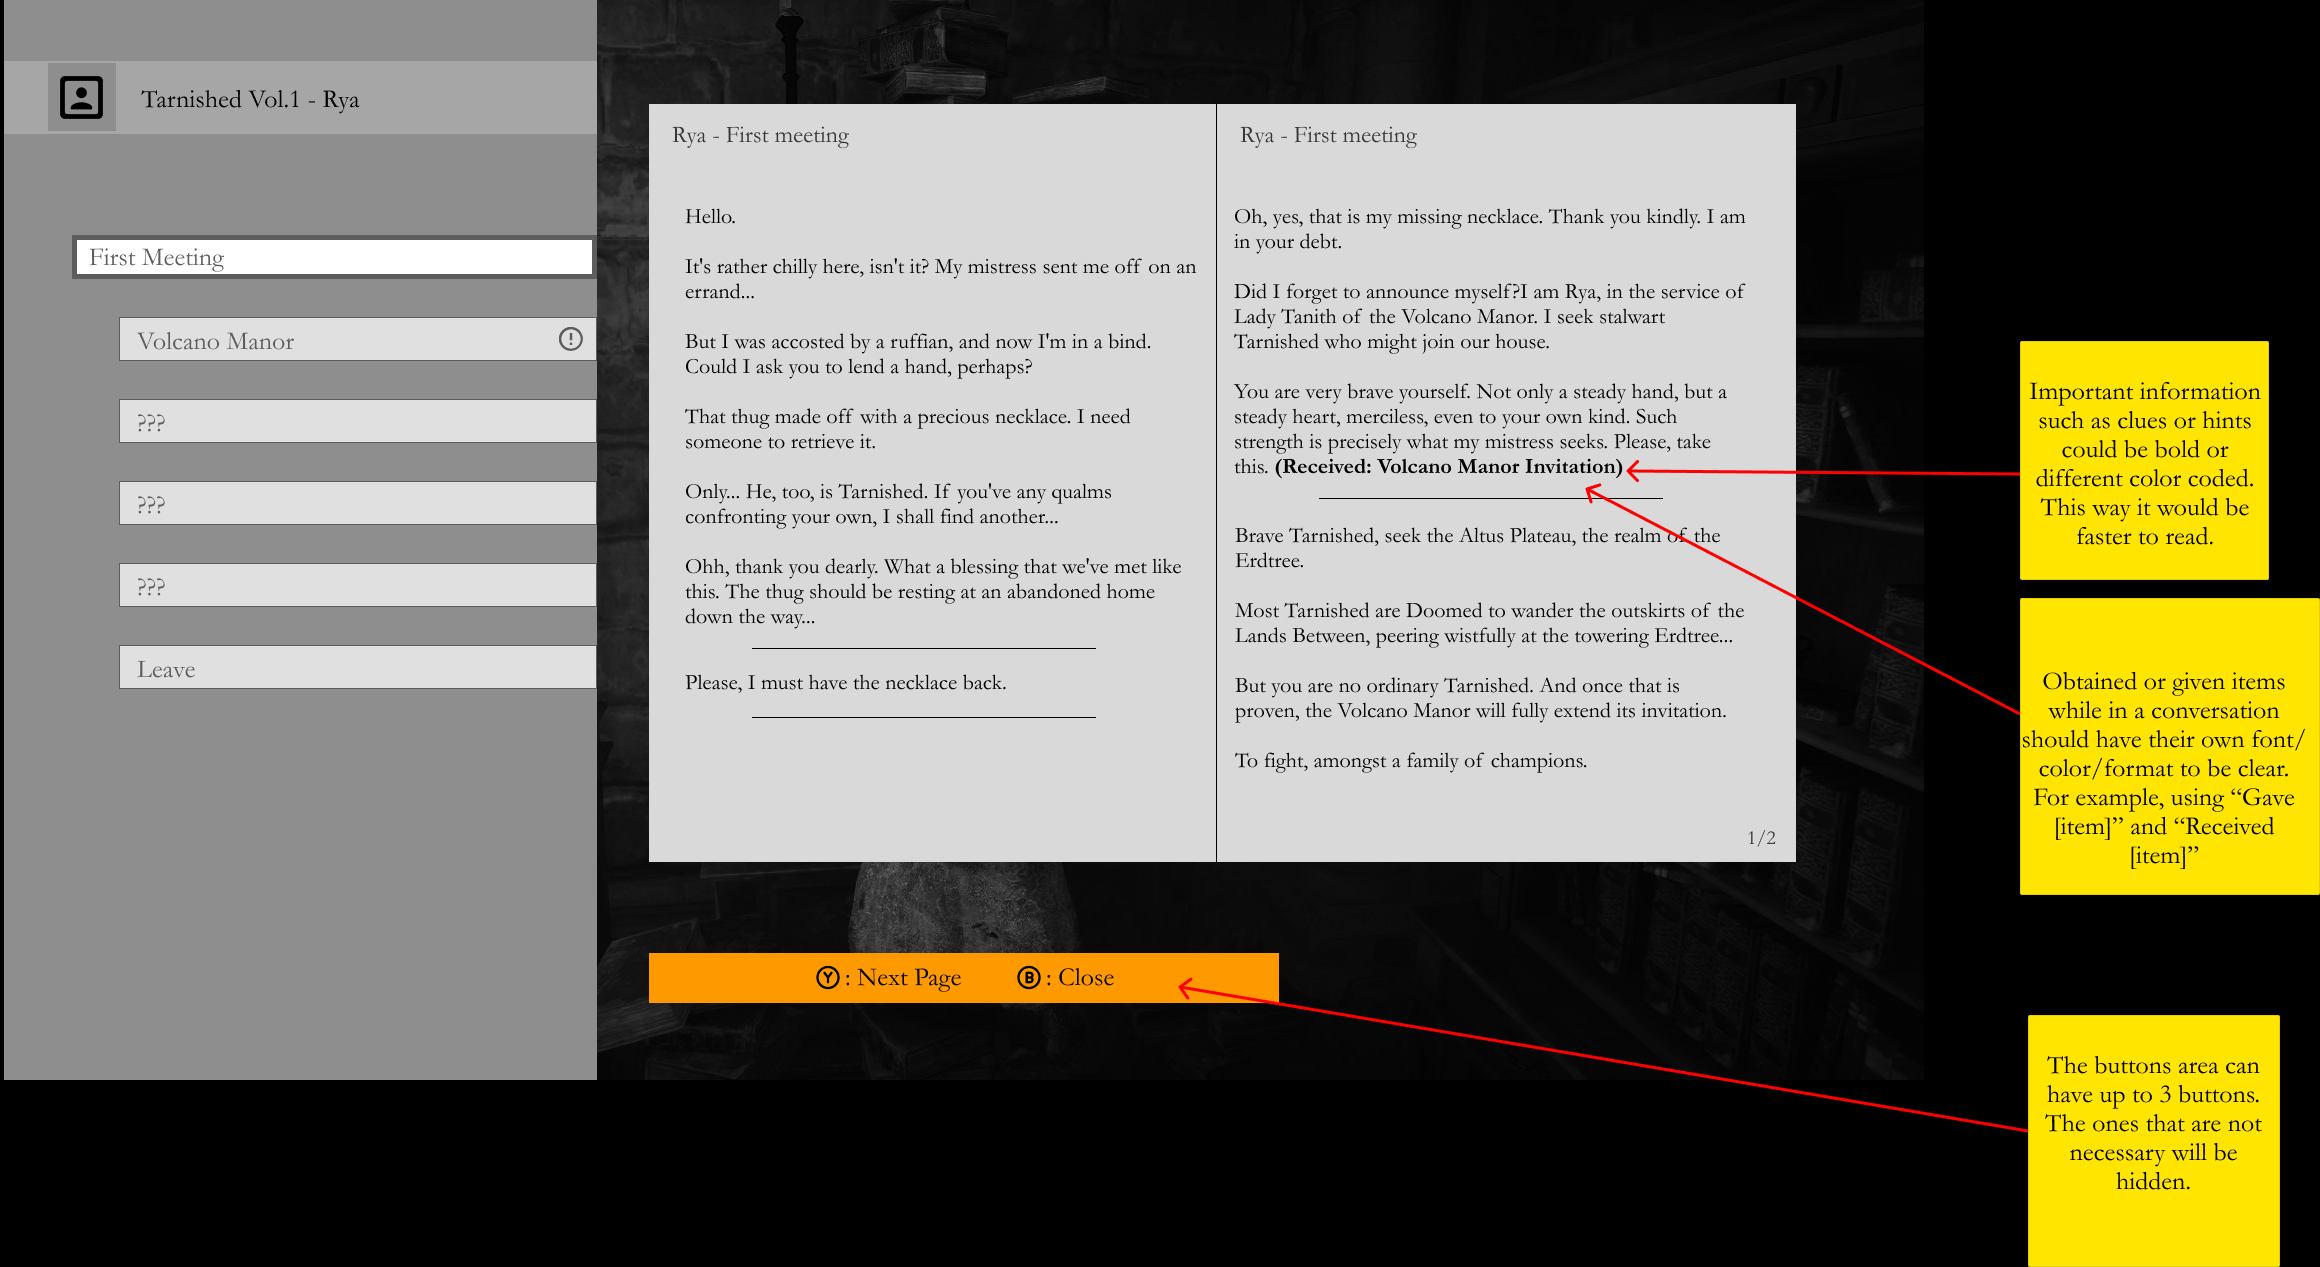 Tarnished Vol.1 - Rya
First Meeting
Volcano Manor
???
???
???
Leave
Rya - First meeting
Hello.
It's rather chilly here, isn't it? My mistress sent me off on an
errand...
But I was accosted by a ruffian, and now I'm in a bind.
Could I ask you to lend a hand, perhaps?
That thug made off with a precious necklace. I need
someone to retrieve it.
Only... He, too, is Tarnished. If you've any qualms
confronting your own, I shall find another...
Ohh, thank you dearly. What a blessing that we've met like
this. The thug should be resting at an abandoned home
down the way...
Please, I must have the necklace back.
Rya - First meeting
Oh, yes, that is my missing necklace. Thank you kindly. I am
in your debt.
Did I forget to announce myself?I am Rya, in the service of
Lady Tanith of the Volcano Manor. I seek stalwart
Tarnished who might join our house.
You are very brave yourself. Not only a steady hand, but a
steady heart, merciless, even to your own kind. Such
strength is precisely what my mistress seeks. Please, take
this. (Received: Volcano Manor Invitation)
Brave Tarnished, seek the Altus Plateau, the realm of the
Erdtree.
Most Tarnished are Doomed to wander the outskirts of the
Lands Between, peering wistfully at the towering Erdtree...
But you are no ordinary Tarnished. And once that is
proven, the Volcano Manor will fully extend its invitation.
To fight, amongst a family of champions.
1/2
Y : Next Page B : Close
Important information
such as clues or hints
could be bold or
different color coded.
This way it would be
faster to read.
Obtained or given items
while in a conversation
should have their own font/
color/format to be clear.
For example, using “Gave
[item]” and “Received
[item]”
The buttons area can
have up to 3 buttons.
The ones that are not
necessary will be
hidden.